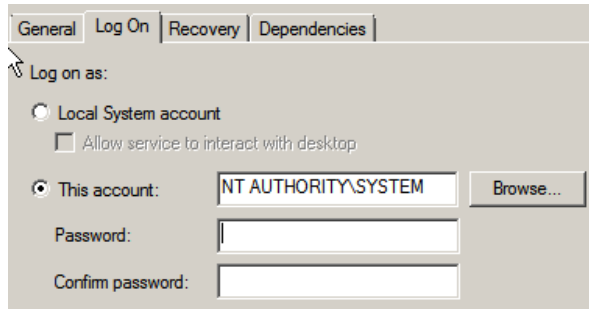 General Log On Recovery Dependencies
Log on as:
Local System account
Allow service to interact with desktop
This account: NT AUTHORITY\SYSTEM Browse...
Password:
Confirm password: